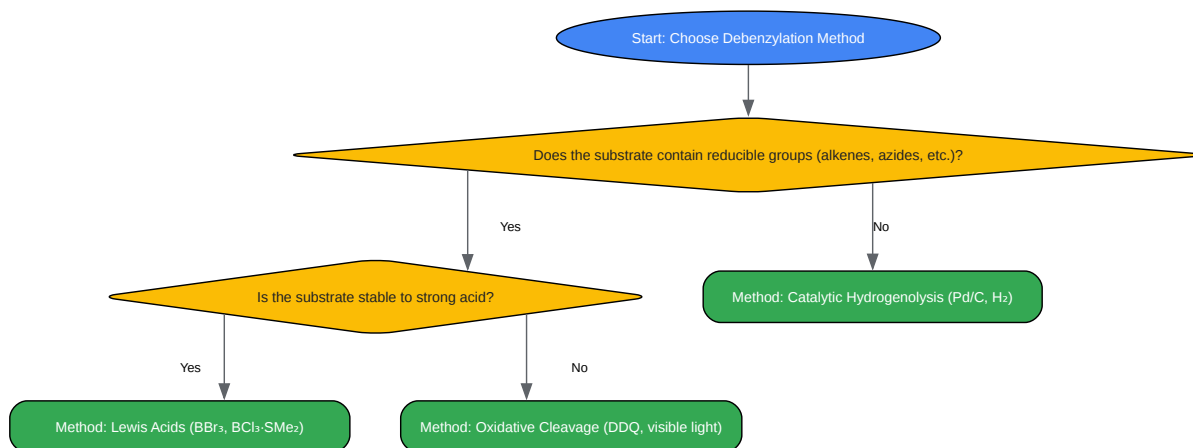 Start: Choose Debenzylation Method
Does the substrate contain reducible groups (alkenes, azides, etc.)?
Yes
No
Is the substrate stable to strong acid?
Method: Catalytic Hydrogenolysis (Pd/C, H₂)
Yes
No
Method: Lewis Acids (BBr₃, BCl₃·SMe₂)
Method: Oxidative Cleavage (DDQ, visible light)